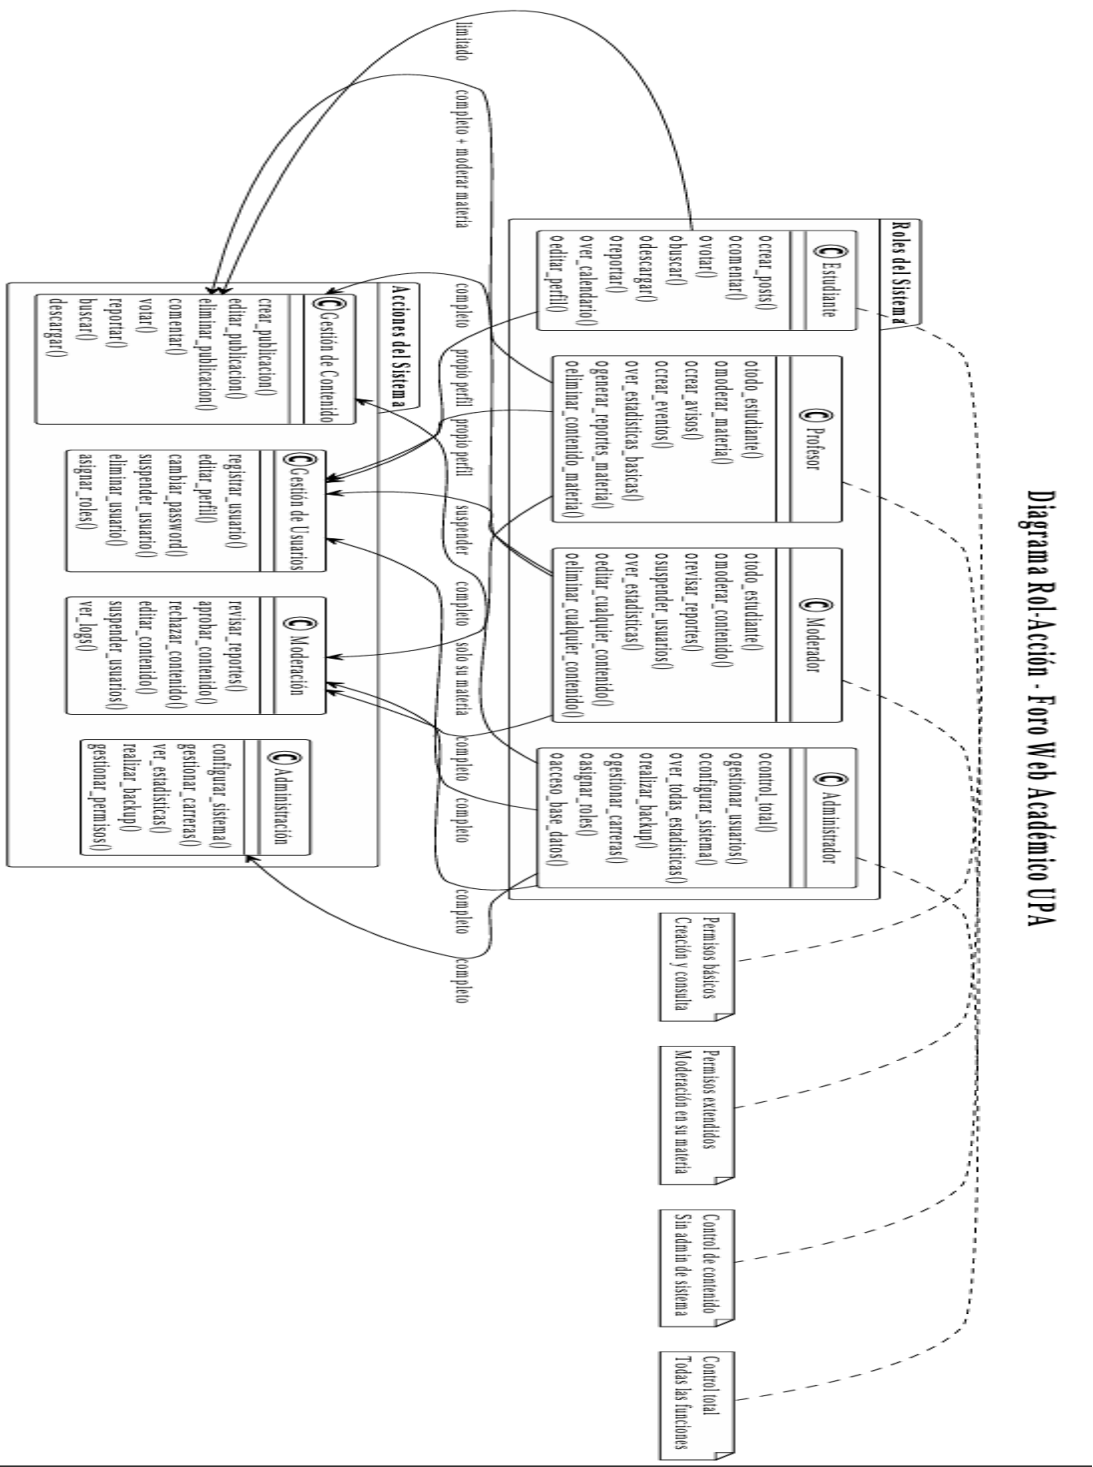 Diagrama Rol-Acción - Foro Web Académico UPA
Roles del Sistema
C Estudiante
crear_posts()
comentar()
votar()
buscar()
descargar()
reportar()
ver_calendario()
editar_perfil()
C Profesor
todo_estudiante()
moderar_materia()
crear_avisos()
crear_eventos()
ver_estadisticas_basicas()
generar_reportes_materia()
eliminar_contenido_materia()
C Moderador
todo_estudiante()
moderar_contenido()
revisar_reportes()
suspender_usuarios()
ver_estadisticas()
editar_cualquier_contenido()
eliminar_cualquier_contenido()
C Administrador
control_total()
gestionar_usuarios()
configurar_sistema()
ver_todas_estadisticas()
realizar_backup()
gestionar_carreras()
asignar_roles()
acceso_base_datos()
Permisos básicos
Creación y consulta
Permisos extendidos
Moderación en su materia
Control de contenido
Sin admin de sistema
Control total
Todas las funciones
limitado
completo + moderar materia
completo
propio perfil
propio perfil
suspender
completo
solo su materia
completo
completo
completo
completo
Acciones del Sistema
C Gestión de Contenido
crear_publicacion()
editar_publicacion()
eliminar_publicacion()
comentar()
votar()
reportar()
buscar()
descargar()
C Gestión de Usuarios
registrar_usuario()
editar_perfil()
cambiar_password()
suspender_usuario()
eliminar_usuario()
asignar_roles()
C Moderación
revisar_reportes()
aprobar_contenido()
rechazar_contenido()
editar_contenido()
suspender_usuarios()
ver_logs()
C Administración
configurar_sistema()
gestionar_carreras()
ver_estadisticas()
realizar_backup()
gestionar_permisos()